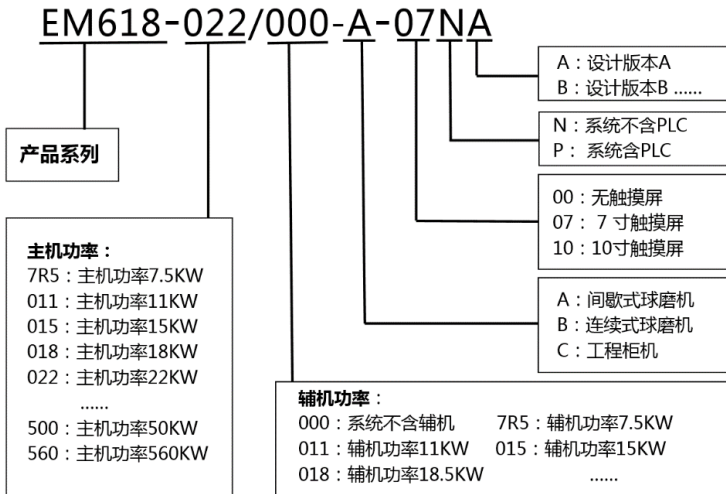 EM618-022/000-A-07NA
A：设计版本A
B：设计版本B ......
N：系统不含PLC
P： 系统含PLC
产品系列
00：无触摸屏
07： 7 寸触摸屏
10：10寸触摸屏
主机功率：
7R5：主机功率7.5KW
011：主机功率11KW
015：主机功率15KW
018：主机功率18KW
022：主机功率22KW
......
500：主机功率50KW
560：主机功率560KW
A：间歇式球磨机
B：连续式球磨机
C：工程柜机
辅机功率：
000：系统不含辅机 7R5：辅机功率7.5KW
011：辅机功率11KW 015：辅机功率15KW
018：辅机功率18.5KW ......